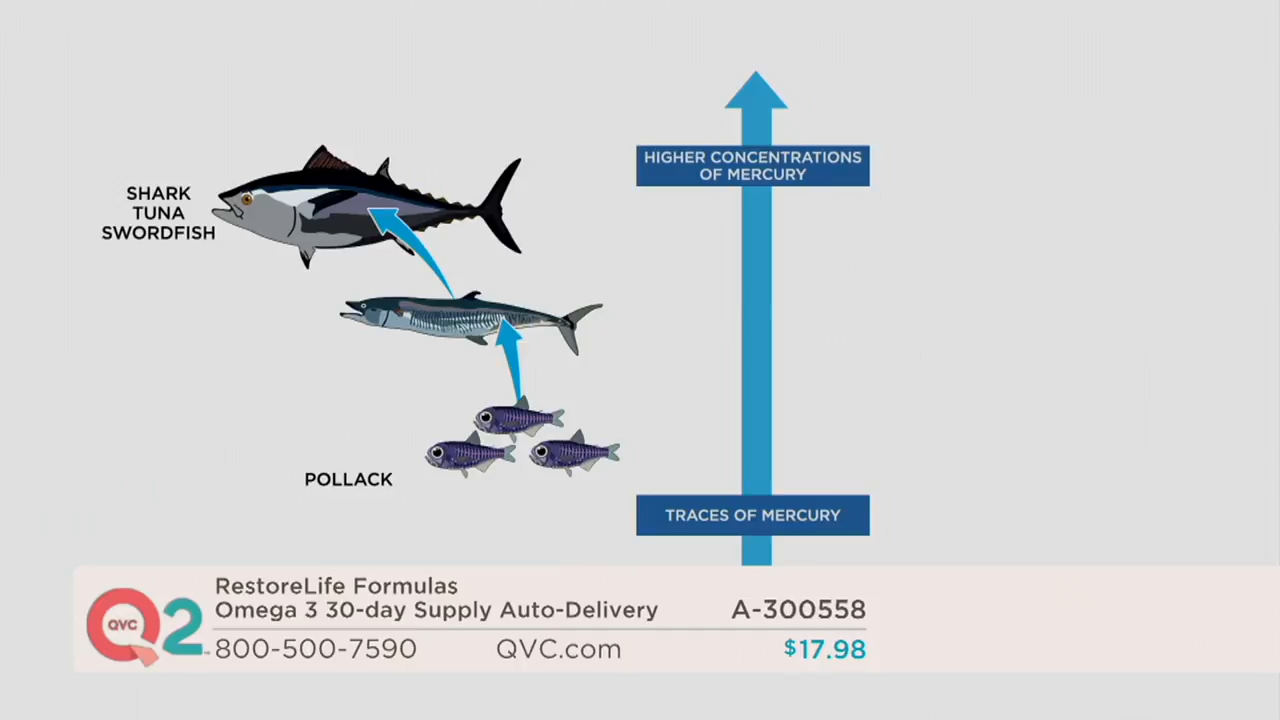 HIGHER CONCENTRATIONS
OF MERCURY
SHARK
TUNA
SWORDFISH
POLLACK
TRACES OF MERCURY
QVC 2
RestoreLife Formulas
Omega 3 30-day Supply Auto-Delivery A-300558
800-500-7590 QVC.com $17.98